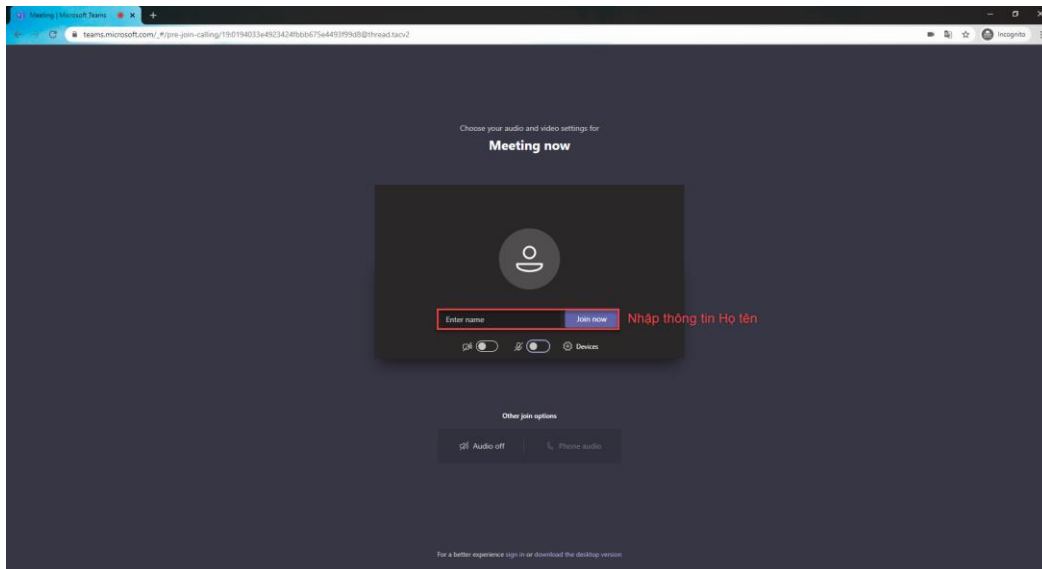 Meeting | Microsoft Teams
teams.microsoft.com/_#/pre-join-calling/19:0194033e4923424fbbb675e4493f99d8@thread.tacv2
Incognito
Choose your audio and video settings for
Meeting now
Enter name
Join now
Nhập thông tin Họ tên
Devices
Other join options
Audio off
Phone audio
For a better experience sign in or download the desktop version